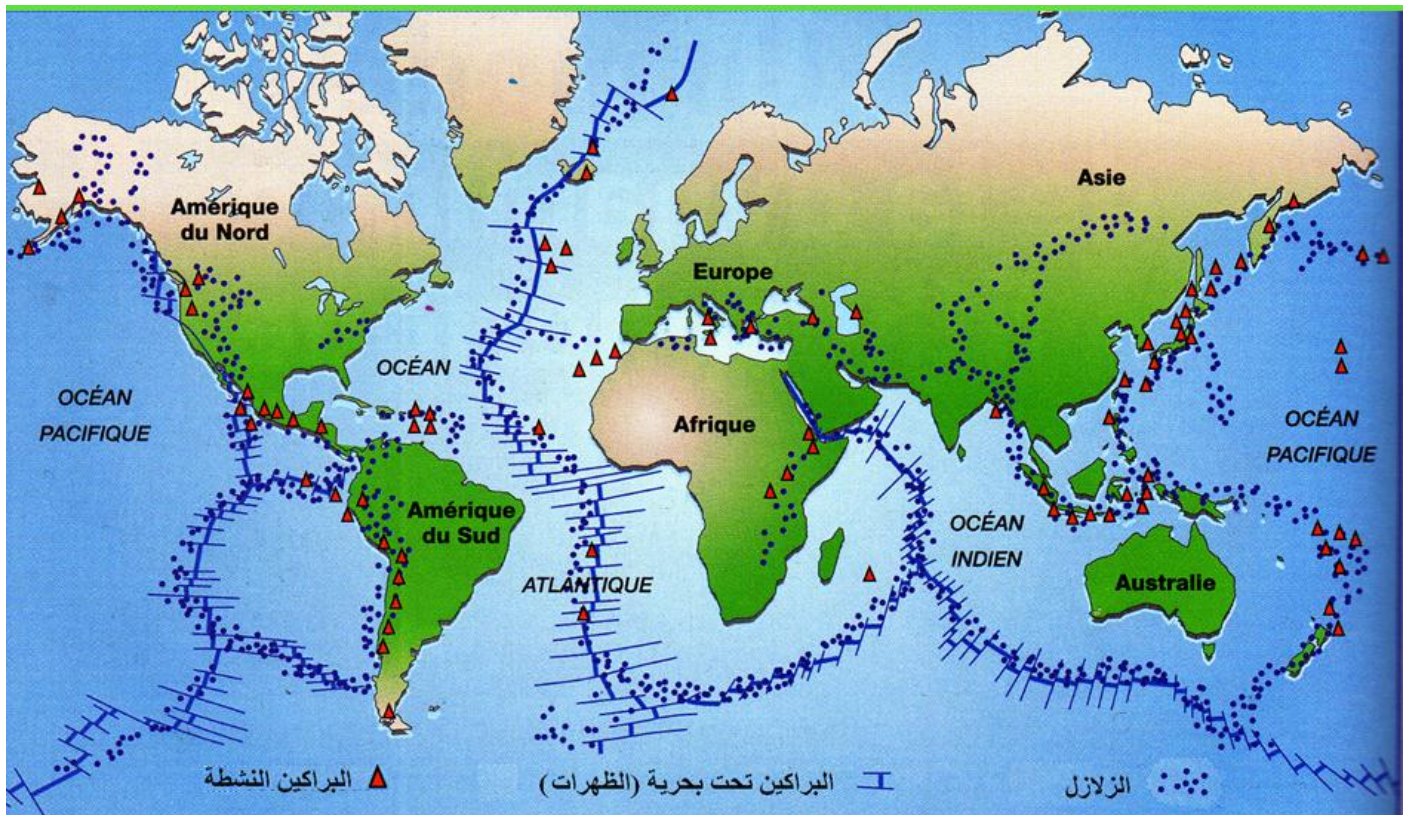 Amérique
du Nord
Asie
Europe
OCÉAN
OCÉAN
PACIFIQUE
Afrique
OCÉAN
PACIFIQUE
Amérique
du Sud
OCÉAN
INDIEN
ATLANTIQUE
Australie
الزلازل
البراكين تحت بحرية (الظهرات)
البراكين النشطة